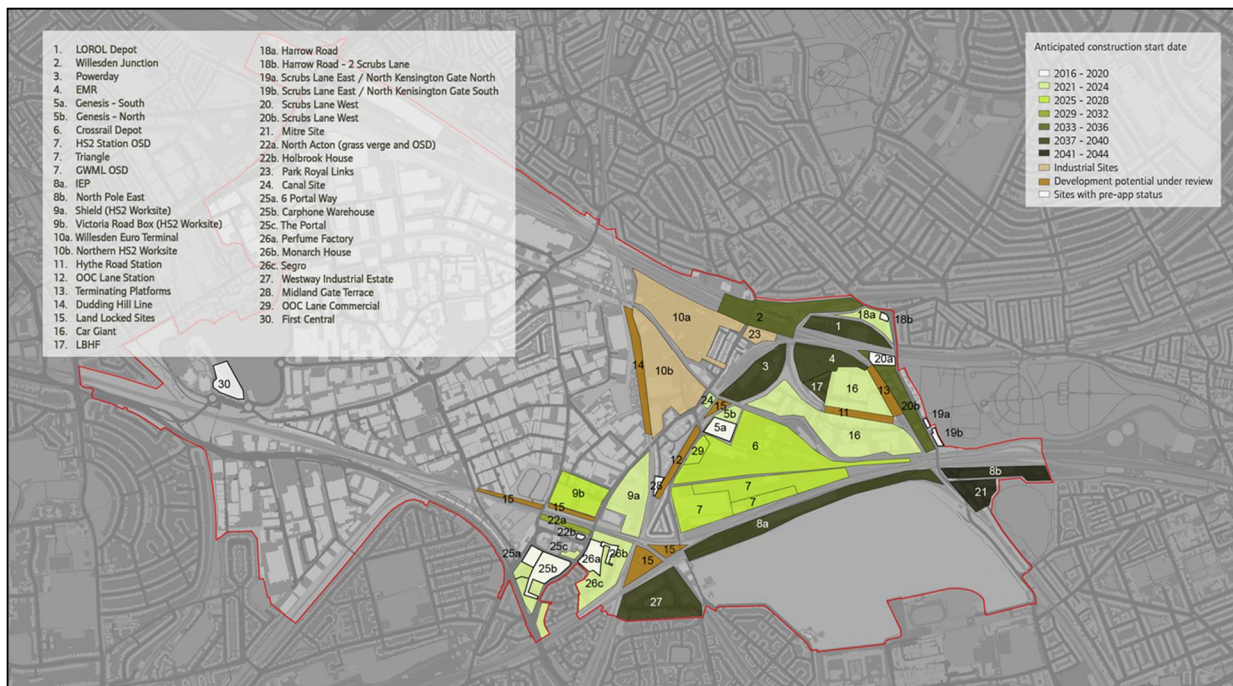 1. LOROL Depot
2. Willesden Junction
3. Powerday
4. EMR
5a. Genesis - South
5b. Genesis - North
6. Crossrail Depot
7. HS2 Station OSD
7. Triangle
7. GWML OSD
8a. IEP
8b. North Pole East
9a. Shield (HS2 Worksite)
9b. Victoria Road Box (HS2 Worksite)
10a. Willesden Euro Terminal
10b. Northern HS2 Worksite
11. Hythe Road Station
12. OOC Lane Station
13. Terminating Platforms
14. Dudding Hill Line
15. Land Locked Sites
16. Car Giant
17. LBHF
18a. Harrow Road
18b. Harrow Road - 2 Scrubs Lane
19a. Scrubs Lane East / North Kensington Gate North
19b. Scrubs Lane East / North Kenisington Gate South
20. Scrubs Lane West
20b. Scrubs Lane West
21. Mitre Site
22a. North Acton (grass verge and OSD)
22b. Holbrook House
23. Park Royal Links
24. Canal Site
25a. 6 Portal Way
25b. Carphone Warehouse
25c. The Portal
26a. Perfume Factory
26b. Monarch House
26c. Segro
27. Westway Industrial Estate
28. Midland Gate Terrace
29. OOC Lane Commercial
30. First Central
Anticipated construction start date
2016 - 2020
2021 - 2024
2025 - 2028
2029 - 2032
2033 - 2036
2037 - 2040
2041 - 2044
Industrial Sites
Development potential under review
Sites with pre-app status
10a
2
18a
18b
1
23
14
10b
3
4
20a
17
16
13
24
15
5b
5a
11
20b
19a
19b
16
6
29
12
28
9a
9b
15
15
7
7
7
8b
21
8a
22a
22b
25c
25a
25b
26a
26b
26c
15
15
27
30